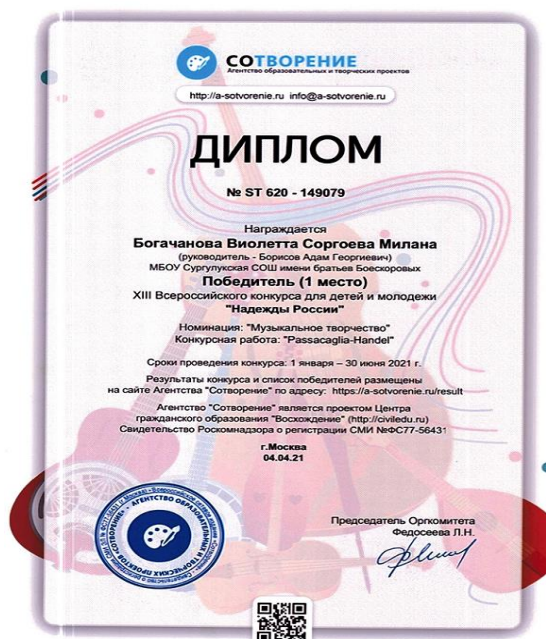 СОТВОРЕНИЕ
Агентство образовательных и творческих проектов
http://a-sotvorenie.ru info@a-sotvorenie.ru
ДИПЛОМ
№ ST 620 - 149079
Награждается
Богачанова Виолетта Соргоева Милана
(руководитель - Борисов Адам Георгиевич)
МБОУ Сургулукская СОШ имени братьев Боескоровых
Победитель (1 место)
XIII Всероссийского конкурса для детей и молодежи
"Надежды России"
Номинация: "Музыкальное творчество"
Конкурсная работа: "Passacaglia-Handel"
Сроки проведения конкурса: 1 января – 30 июня 2021 г.
Результаты конкурса и список победителей размещены
на сайте Агентства "Сотворение" по адресу: https://a-sotvorenie.ru/result
Агентство "Сотворение" является проектом Центра
гражданского образования "Восхождение" (http://civiledu.ru)
Свидетельство Роскомнадзора о регистрации СМИ №ФС77-56431
г.Москва
04.04.21
Председатель Оргкомитета
Федосеева Л.Н.
АГЕНТСТВО ОБРАЗОВАТЕЛЬНЫХ И ТВОРЧЕСКИХ ПРОЕКТОВ «СОТВОРЕНИЕ»